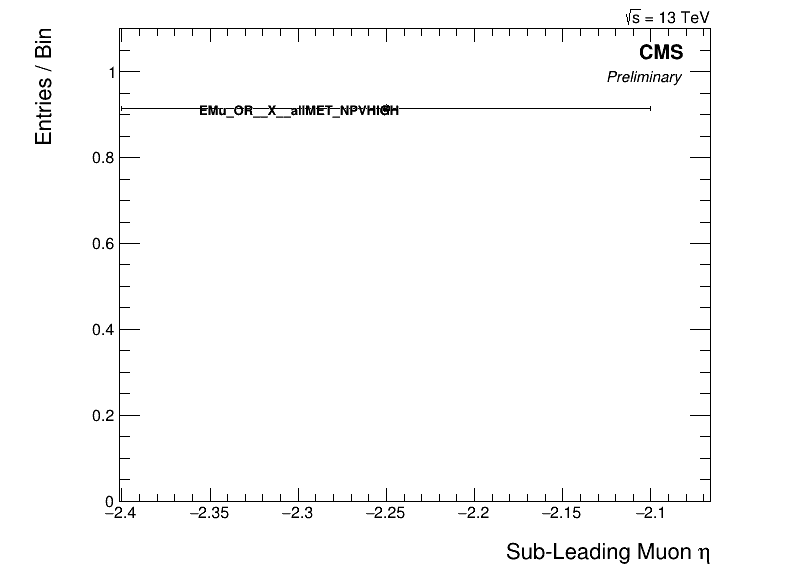 √s = 13 TeV
CMS
Preliminary
Entries / Bin
1
0.8
0.6
0.4
0.2
0
EMu_OR__X__allMET_NPVHIGH
−2.4 −2.35 −2.3 −2.25 −2.2 −2.15 −2.1
Sub-Leading Muon η